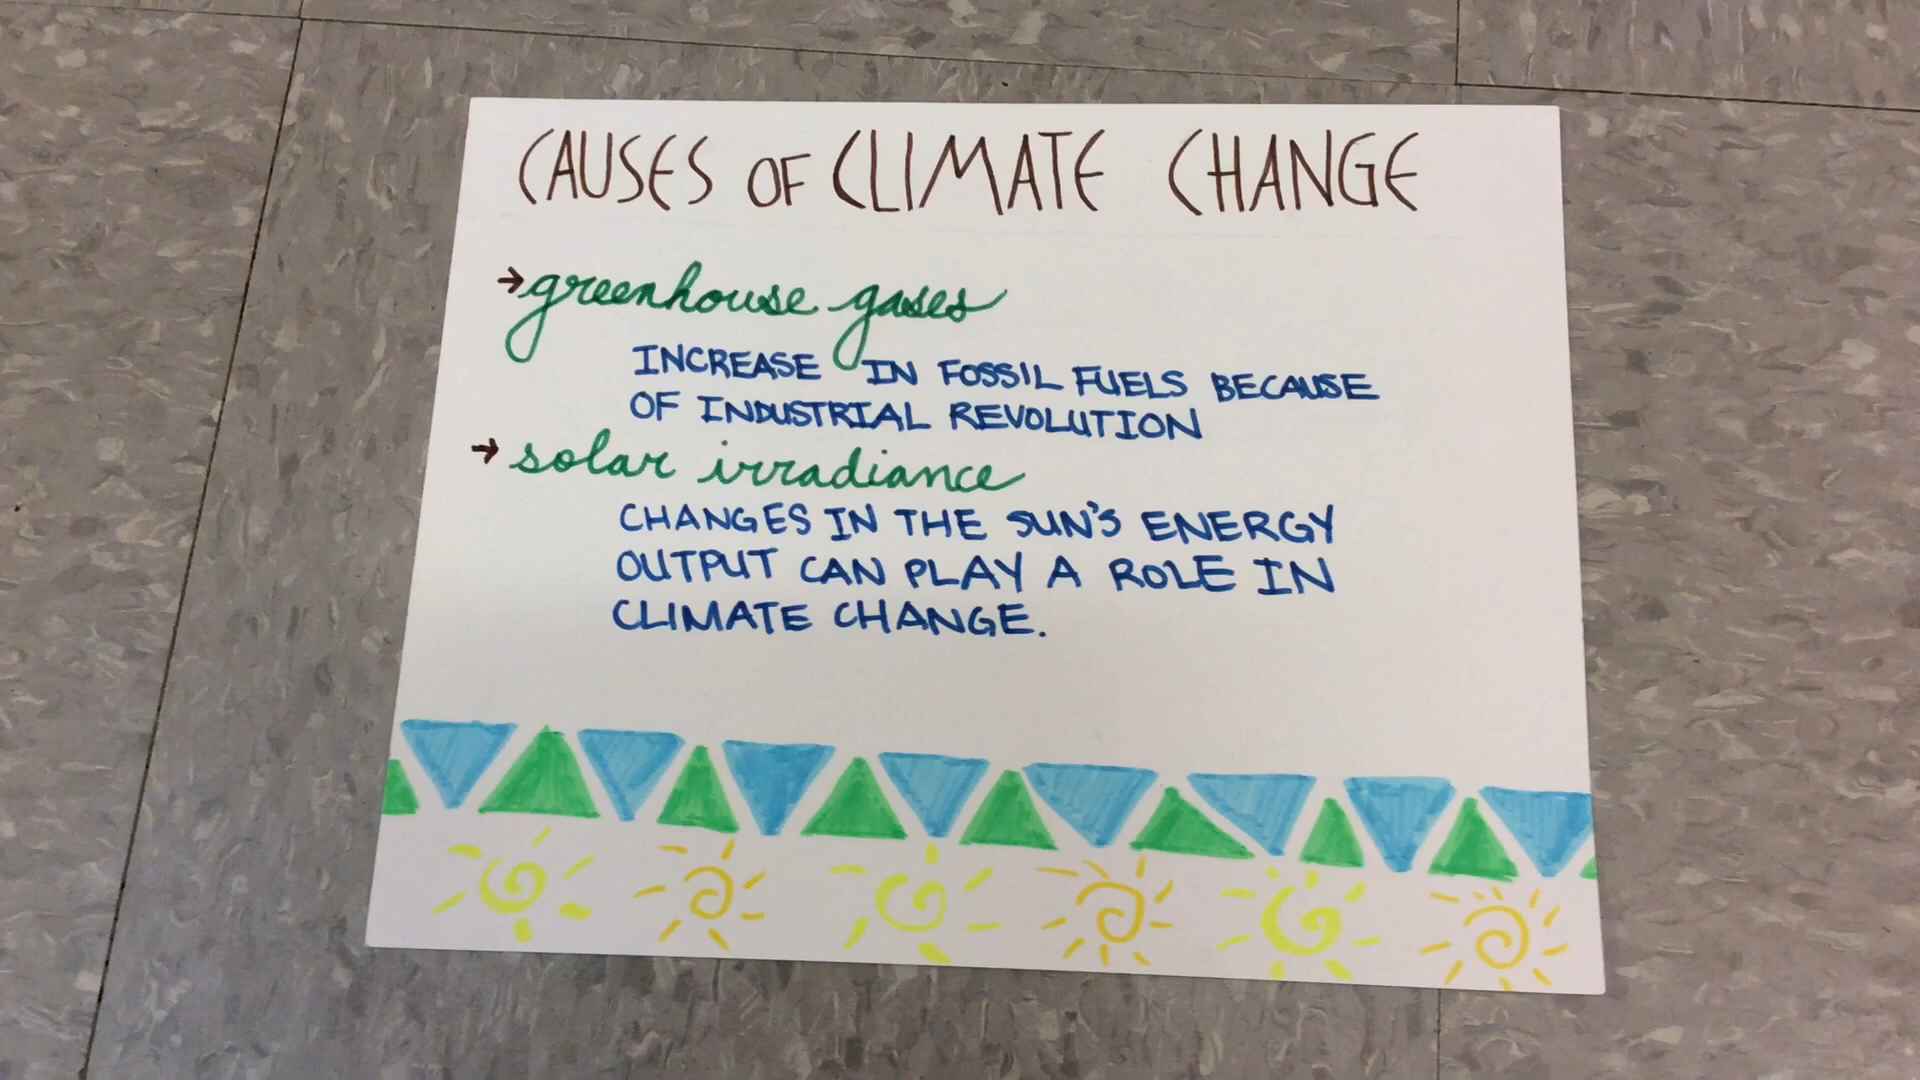 CAUSES OF CLIMATE CHANGE
→greenhouse gases
INCREASE IN FOSSIL FUELS BECAUSE
OF INDUSTRIAL REVOLUTION
→ solar irradiance
CHANGES IN THE SUN'S ENERGY
OUTPUT CAN PLAY A ROLE IN
CLIMATE CHANGE.